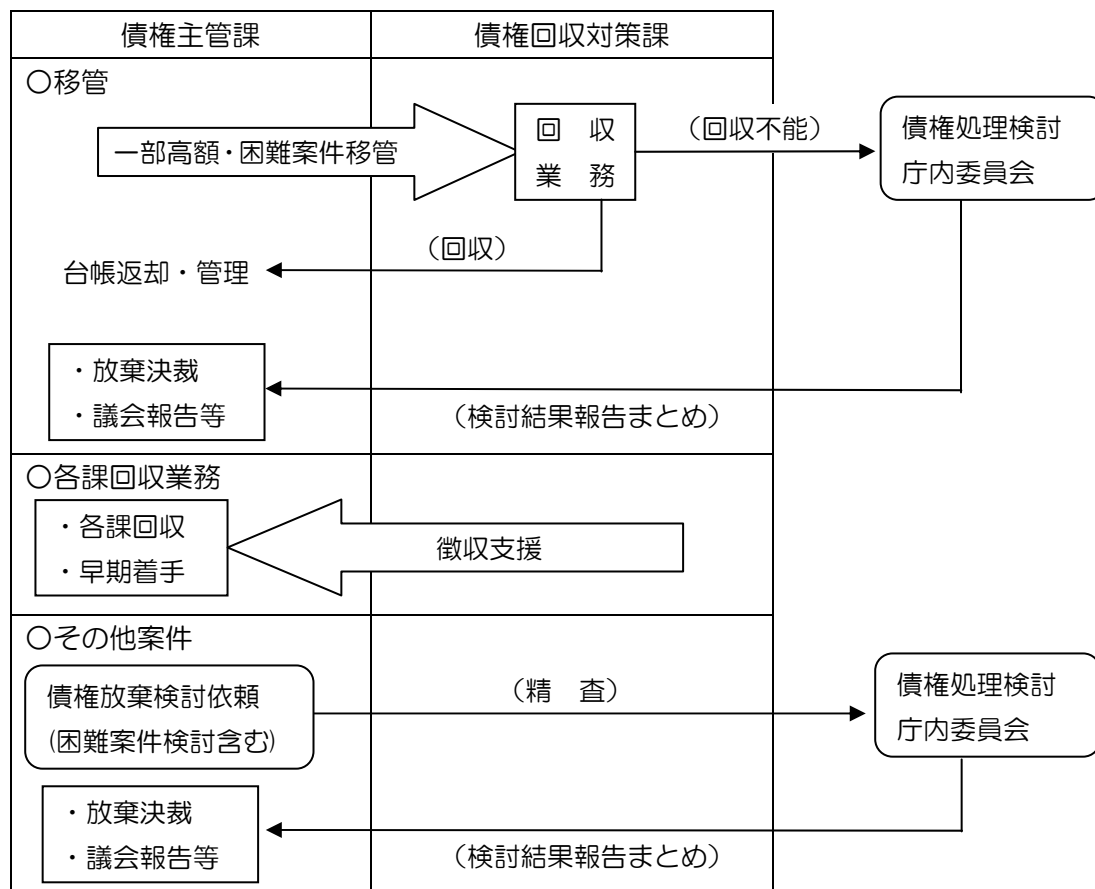 債権主管課
債権回収対策課
〇移管
一部高額・困難案件移管
回　収
業　務
（回収不能）
債権処理検討
庁内委員会
（回収）
台帳返却・管理
・放棄決裁
・議会報告等
（検討結果報告まとめ）
〇各課回収業務
・各課回収
・早期着手
徴収支援
〇その他案件
債権放棄検討依頼
(困難案件検討含む)
（精　査）
債権処理検討
庁内委員会
・放棄決裁
・議会報告等
（検討結果報告まとめ）